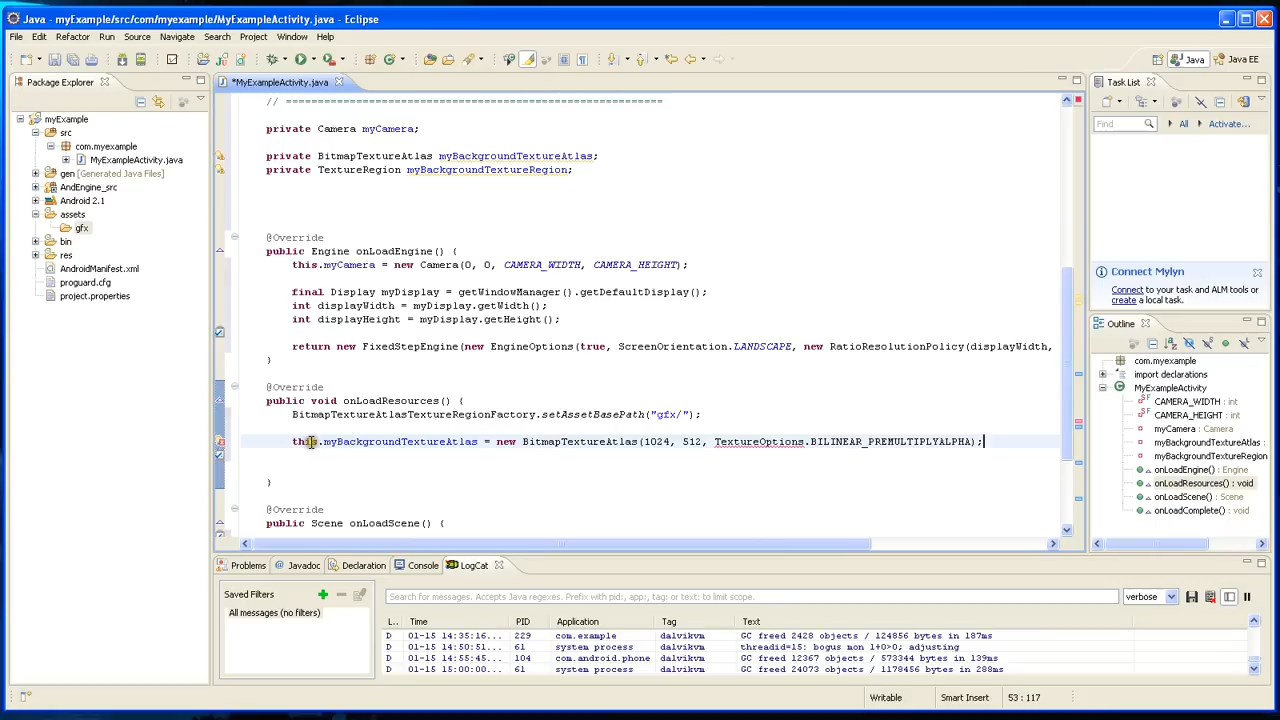 Java - myExample/src/com/myexample/MyExampleActivity.java - Eclipse
File Edit Refactor Run Source Navigate Search Project Window Help
Java Java EE
Package Explorer
*MyExampleActivity.java
Task List
Find All Activate...
myExample
src
com.myexample
MyExampleActivity.java
gen [Generated Java Files]
AndEngine_src
Android 2.1
assets
gfx
bin
res
AndroidManifest.xml
proguard.cfg
project.properties
// ==========================================================
private Camera myCamera;
private BitmapTextureAtlas myBackgroundTextureAtlas;
private TextureRegion myBackgroundTextureRegion;
@Override
public Engine onLoadEngine() {
this.myCamera = new Camera(0, 0, CAMERA_WIDTH, CAMERA_HEIGHT);
final Display myDisplay = getWindowManager().getDefaultDisplay();
int displayWidth = myDisplay.getWidth();
int displayHeight = myDisplay.getHeight();
return new FixedStepEngine(new EngineOptions(true, ScreenOrientation.LANDSCAPE, new RatioResolutionPolicy(displayWidth,
}
@Override
public void onLoadResources() {
BitmapTextureAtlasTextureRegionFactory.setAssetBasePath("gfx/");
this.myBackgroundTextureAtlas = new BitmapTextureAtlas(1024, 512, TextureOptions.BILINEAR_PREMULTIPLYALPHA);
}
@Override
public Scene onLoadScene() {
Connect Mylyn
Connect to your task and ALM tools or
create a local task.
Outline
com.myexample
import declarations
MyExampleActivity
CAMERA_WIDTH : int
CAMERA_HEIGHT : int
myCamera : Camera
myBackgroundTextureAtlas
myBackgroundTextureRegion
onLoadEngine() : Engine
onLoadResources() : void
onLoadScene() : Scene
onLoadComplete() : void
Problems Javadoc Declaration Console LogCat
Saved Filters
All messages (no filters)
Search for messages. Accepts Java regexes. Prefix with pid:, app:, tag: or text: to limit scope.
verbose
L.. Time PID Application Tag Text
D 01-15 14:35:16... 229 com.example dalvikvm GC freed 2428 objects / 124856 bytes in 187ms
D 01-15 14:50:51... 61 system process dalvikvm threadid=15: bogus mon 1+0>0; adjusting
D 01-15 14:55:45... 104 com.android.phone dalvikvm GC freed 12367 objects / 573344 bytes in 139ms
D 01-15 15:00:00... 61 system process dalvikvm GC freed 24073 objects / 1178456 bytes in 288ms
Writable Smart Insert 53 : 117